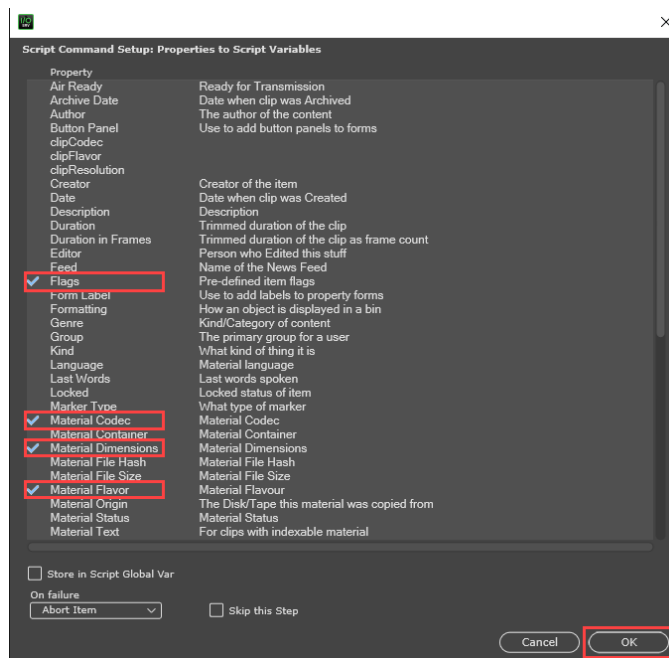 Script Command Setup: Properties to Script Variables
Property
Air Ready Ready for Transmission
Archive Date Date when clip was Archived
Author The author of the content
Button Panel Use to add button panels to forms
clipCodec
clipFlavor
clipResolution
Creator Creator of the item
Date Date when clip was Created
Description Description
Duration Trimmed duration of the clip
Duration in Frames Trimmed duration of the clip as frame count
Editor Person who Edited this stuff
Feed Name of the News Feed
Flags Pre-defined item flags
Form Label Use to add labels to property forms
Formatting How an object is displayed in a bin
Genre Kind/Category of content
Group The primary group for a user
Kind What kind of thing it is
Language Material language
Last Words Last words spoken
Locked Locked status of item
Marker Type What type of marker
Material Codec Material Codec
Material Container Material Container
Material Dimensions Material Dimensions
Material File Hash Material File Hash
Material File Size Material File Size
Material Flavor Material Flavour
Material Origin The Disk/Tape this material was copied from
Material Status Material Status
Material Text For clips with indexable material
Store in Script Global Var
On failure
Abort Item Skip this Step
Cancel OK